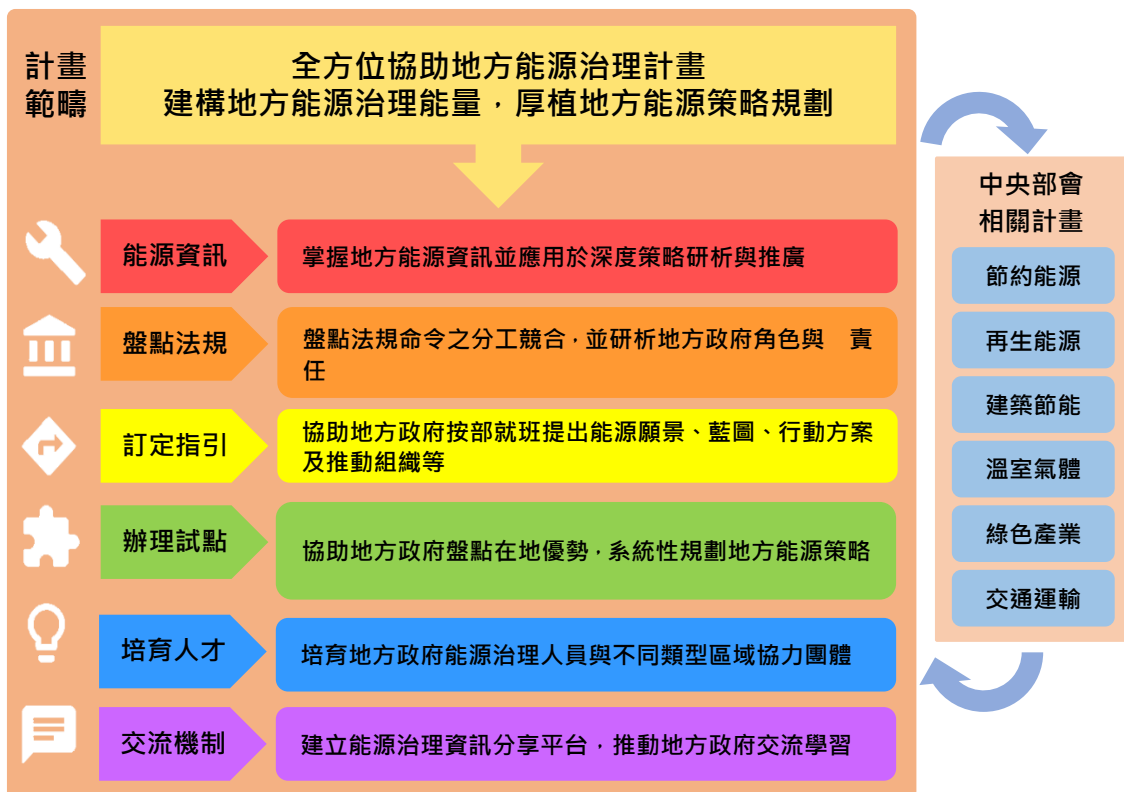 計畫
範疇
全方位協助地方能源治理計畫
建構地方能源治理能量，厚植地方能源策略規劃
能源資訊
掌握地方能源資訊並應用於深度策略研析與推廣
盤點法規
盤點法規命令之分工競合，並研析地方政府角色與　責
任
訂定指引
協助地方政府按部就班提出能源願景、藍圖、行動方案
及推動組織等
辦理試點
協助地方政府盤點在地優勢，系統性規劃地方能源策略
培育人才
培育地方政府能源治理人員與不同類型區域協力團體
交流機制
建立能源治理資訊分享平台，推動地方政府交流學習
中央部會
相關計畫
節約能源
再生能源
建築節能
溫室氣體
綠色產業
交通運輸